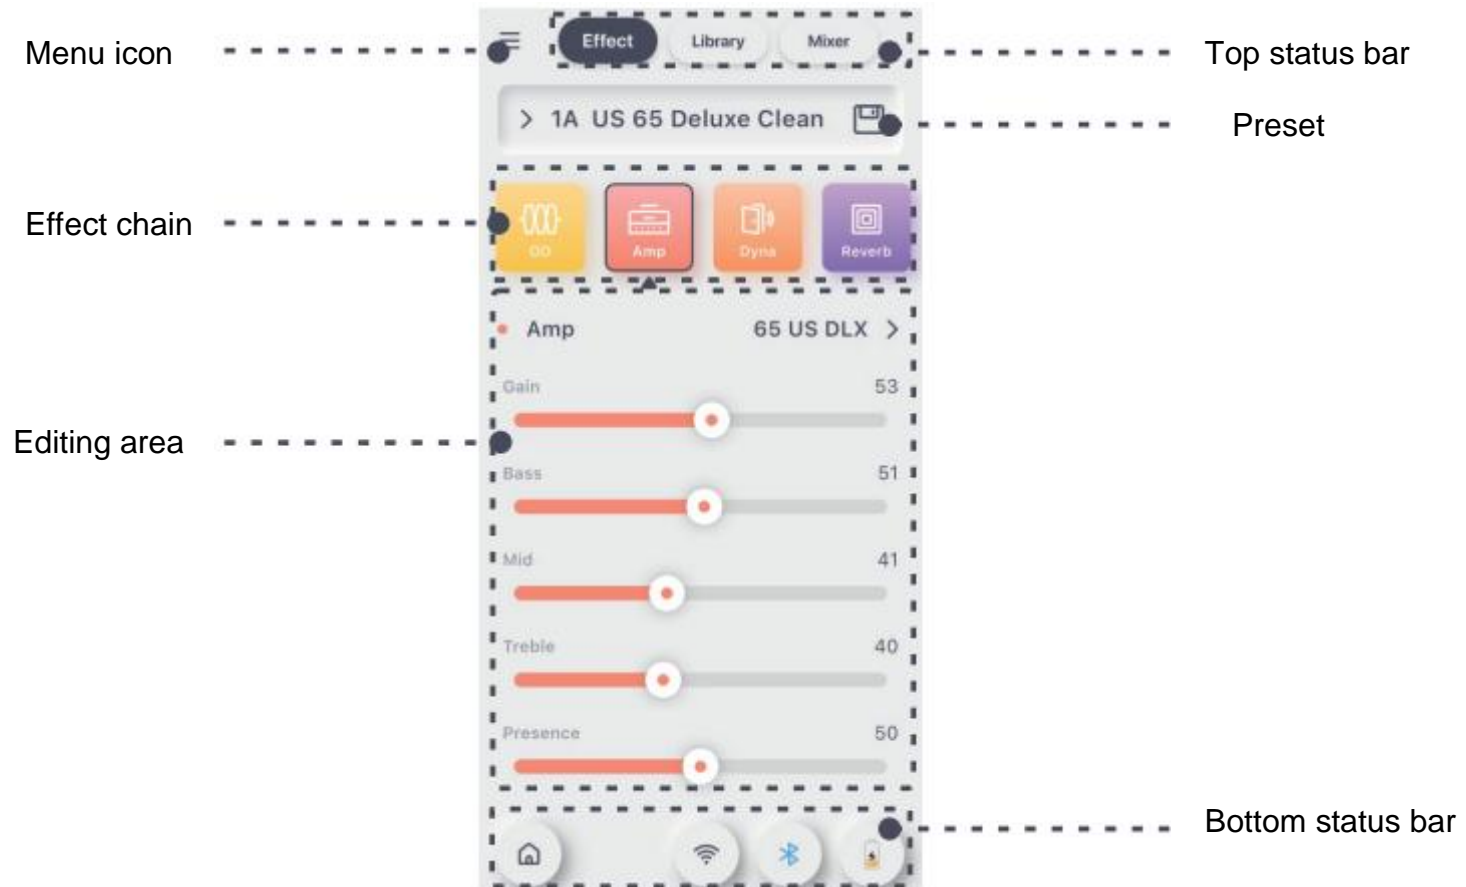 Menu icon
Effect Library Mixer
Top status bar
1A US 65 Deluxe Clean
Preset
Effect chain
OD Amp Dyna Reverb
Amp 65 US DLX
Gain 53
Editing area
Bass 51
Mid 41
Treble 40
Presence 50
Bottom status bar